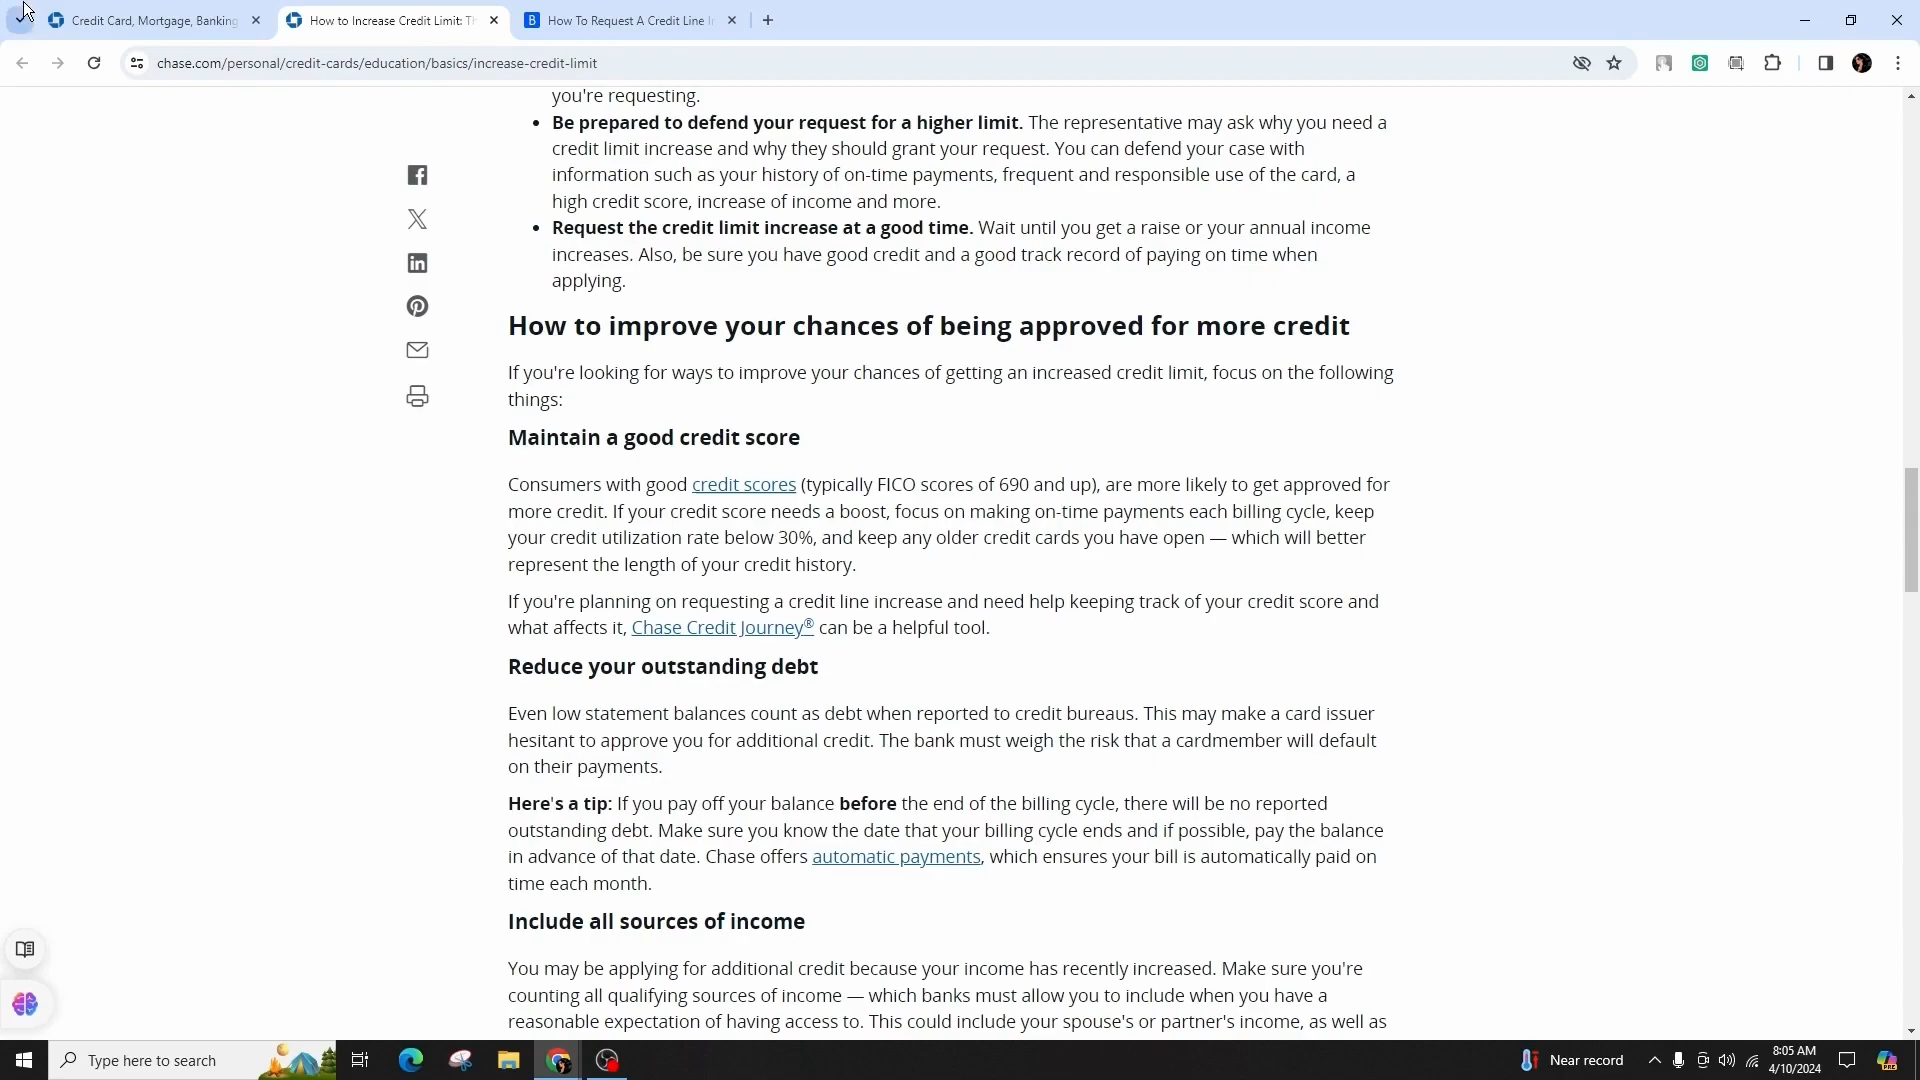 Credit Card, Mortgage, Banking
How to Increase Credit Limit: Th
How To Request A Credit Line In
chase.com/personal/credit-cards/education/basics/increase-credit-limit
you're requesting.
• Be prepared to defend your request for a higher limit. The representative may ask why you need a
credit limit increase and why they should grant your request. You can defend your case with
information such as your history of on-time payments, frequent and responsible use of the card, a
high credit score, increase of income and more.
• Request the credit limit increase at a good time. Wait until you get a raise or your annual income
increases. Also, be sure you have good credit and a good track record of paying on time when
applying.
How to improve your chances of being approved for more credit
If you're looking for ways to improve your chances of getting an increased credit limit, focus on the following
things:
Maintain a good credit score
Consumers with good credit scores (typically FICO scores of 690 and up), are more likely to get approved for
more credit. If your credit score needs a boost, focus on making on-time payments each billing cycle, keep
your credit utilization rate below 30%, and keep any older credit cards you have open — which will better
represent the length of your credit history.
If you're planning on requesting a credit line increase and need help keeping track of your credit score and
what affects it, Chase Credit Journey® can be a helpful tool.
Reduce your outstanding debt
Even low statement balances count as debt when reported to credit bureaus. This may make a card issuer
hesitant to approve you for additional credit. The bank must weigh the risk that a cardmember will default
on their payments.
Here's a tip: If you pay off your balance before the end of the billing cycle, there will be no reported
outstanding debt. Make sure you know the date that your billing cycle ends and if possible, pay the balance
in advance of that date. Chase offers automatic payments, which ensures your bill is automatically paid on
time each month.
Include all sources of income
You may be applying for additional credit because your income has recently increased. Make sure you're
counting all qualifying sources of income — which banks must allow you to include when you have a
reasonable expectation of having access to. This could include your spouse's or partner's income, as well as
Type here to search
Near record
8:05 AM
4/10/2024